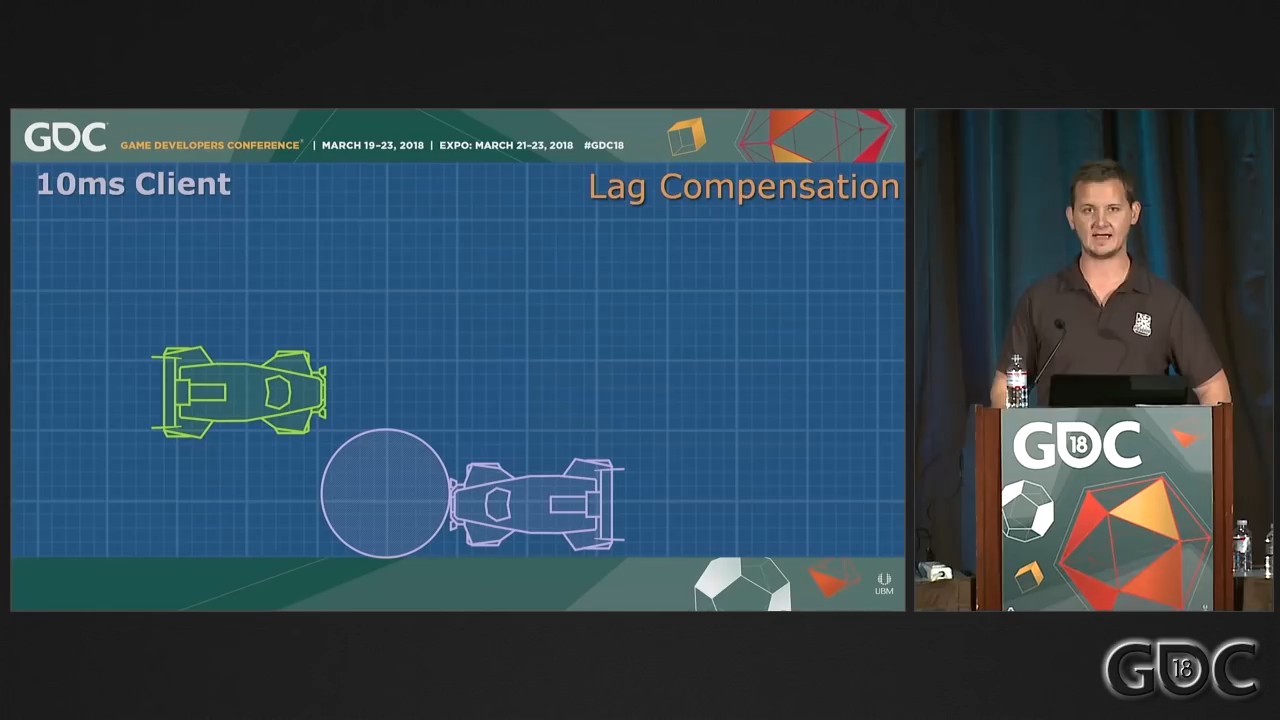 GDC GAME DEVELOPERS CONFERENCE® | MARCH 19–23, 2018 | EXPO: MARCH 21–23, 2018 #GDC18
10ms Client
Lag Compensation
UBM
GDC 18
GDC 18